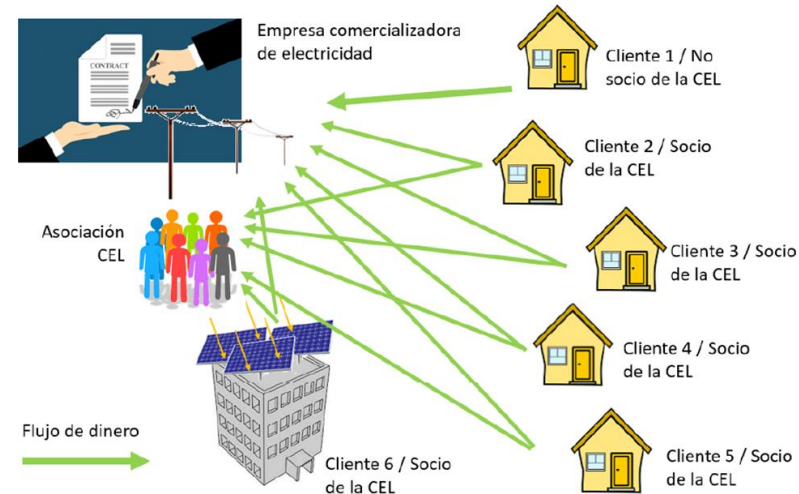 Empresa comercializadora
de electricidad
CONTRACT
Cliente 1 / No
socio de la CEL
Cliente 2 / Socio
de la CEL
Asociación
CEL
Cliente 3 / Socio
de la CEL
Cliente 4 / Socio
de la CEL
Flujo de dinero
Cliente 5 / Socio
de la CEL
Cliente 6 / Socio
de la CEL